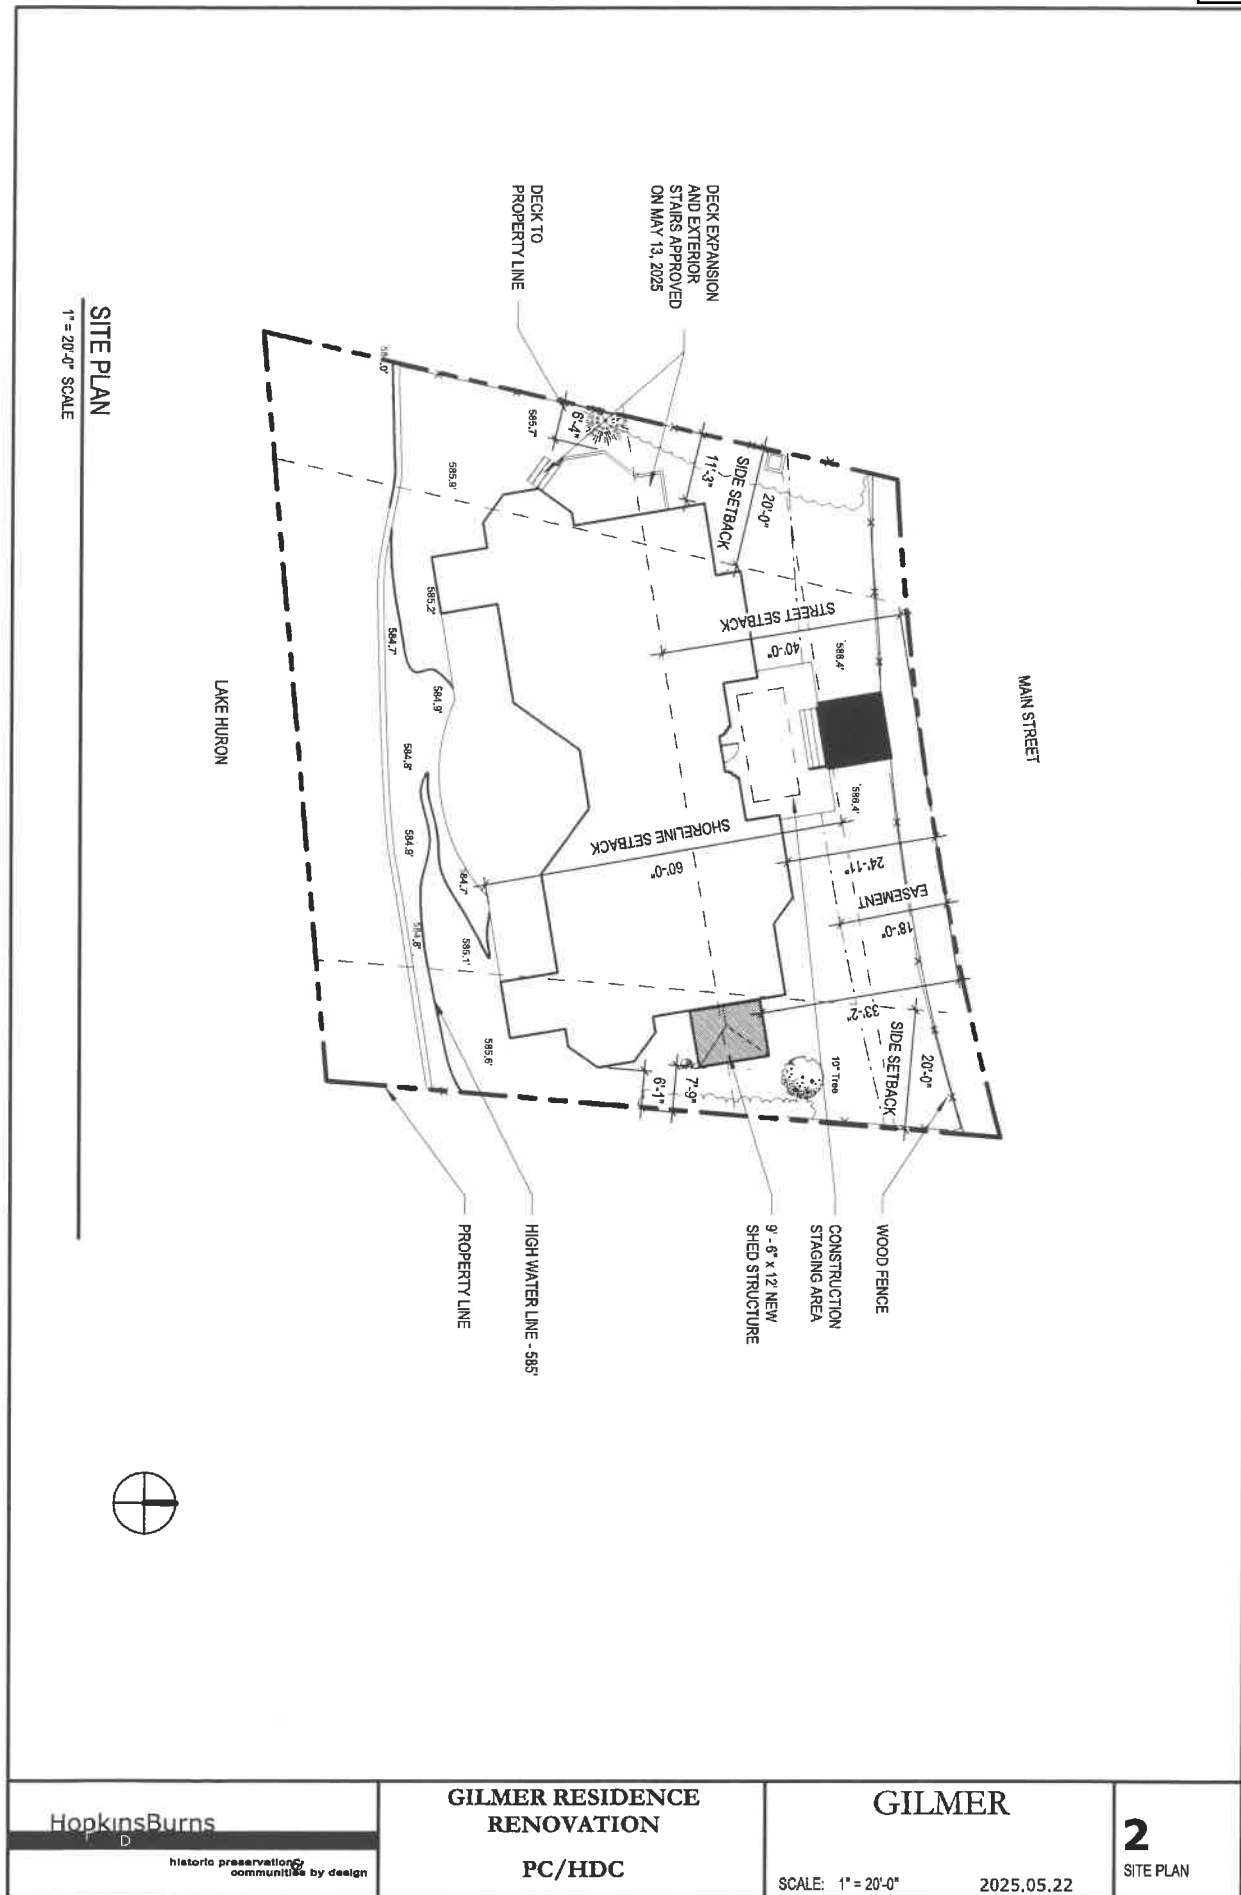 SITE PLAN
1" = 20'-0" SCALE
DECK TO
PROPERTY LINE
DECK EXPANSION
AND EXTERIOR
STAIRS APPROVED
ON MAY 13, 2025
LAKE HURON
MAIN STREET
585.7'
6'-4"
11'-3"
SIDE SETBACK
20'-0"
585.9'
585.2'
584.7'
584.9'
584.8'
584.9'
584.7'
585.1'
584.8'
585.6'
STREET SETBACK
40'-0"
586.4'
586.4'
SHORELINE SETBACK
60'-0"
24'-11"
EASEMENT
18'-0"
33'-2"
SIDE SETBACK
20'-0"
10" Tree
7'-9"
6'-1"
WOOD FENCE
CONSTRUCTION
STAGING AREA
9' - 6" x 12' NEW
SHED STRUCTURE
HIGH WATER LINE - 585'
PROPERTY LINE
HopkinsBurns
D
historic preservation &
communities by design
GILMER RESIDENCE
RENOVATION
PC/HDC
GILMER
SCALE: 1" = 20'-0"
2025.05.22
2
SITE PLAN